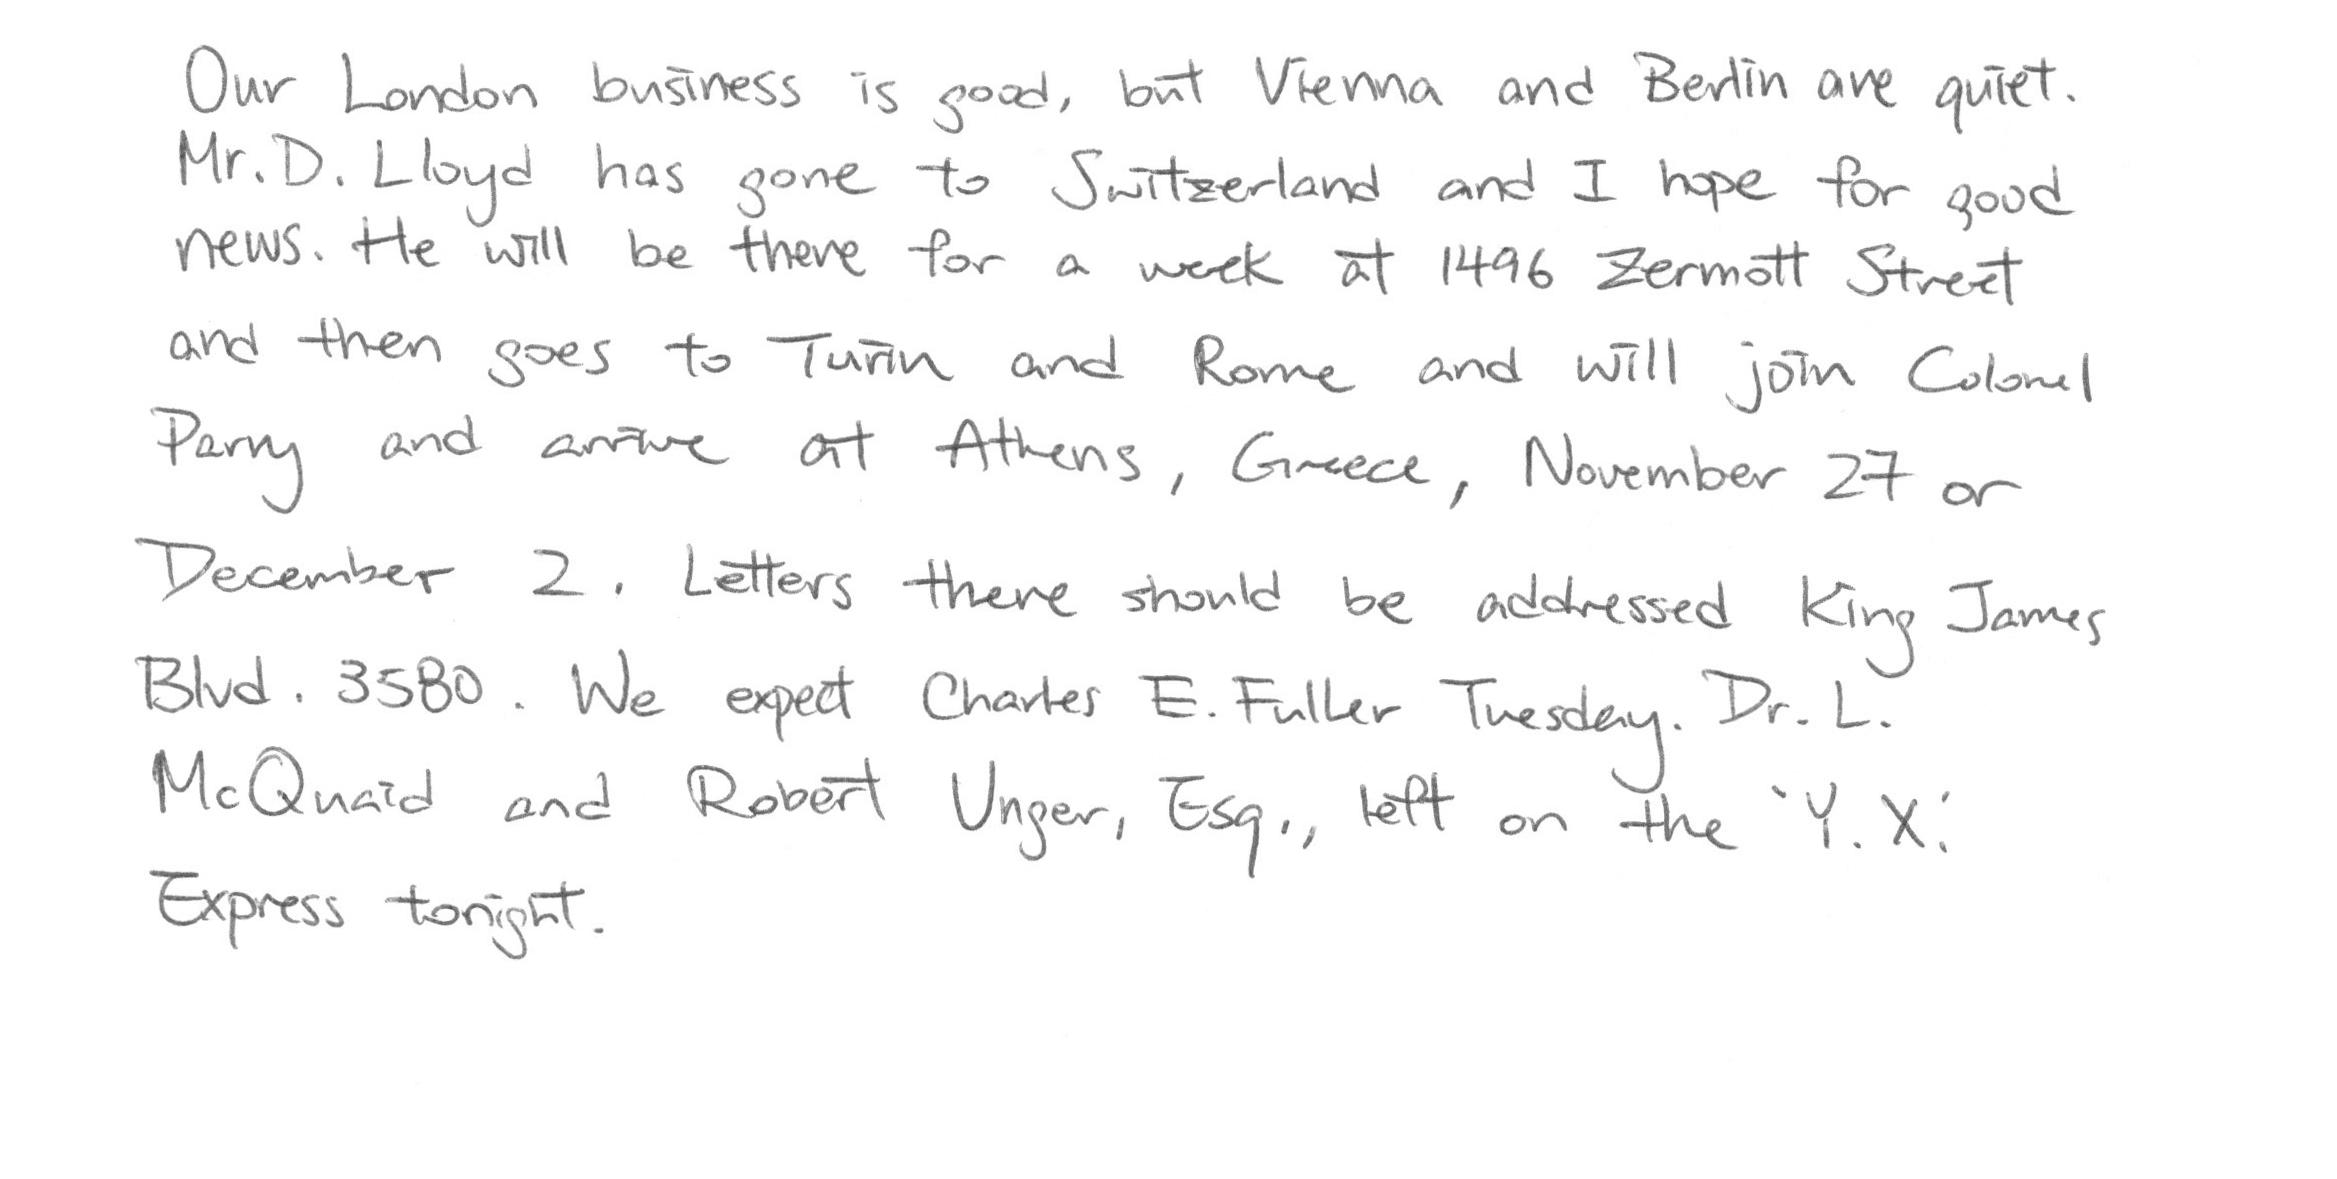 Our London business is good, but Vienna and Berlin are quiet.
Mr. D. Lloyd has gone to Switzerland and I hope for good
news. He will be there for a week at 1496 Zermott Street
and then goes to Turin and Rome and will join Colonel
Parry and arrive at Athens, Greece, November 27 or
December 2. Letters there should be addressed King James
Blvd. 3580. We expect Charles E. Fuller Tuesday. Dr. L.
McQuaid and Robert Unger, Esq., left on the 'Y. X.'
Express tonight.